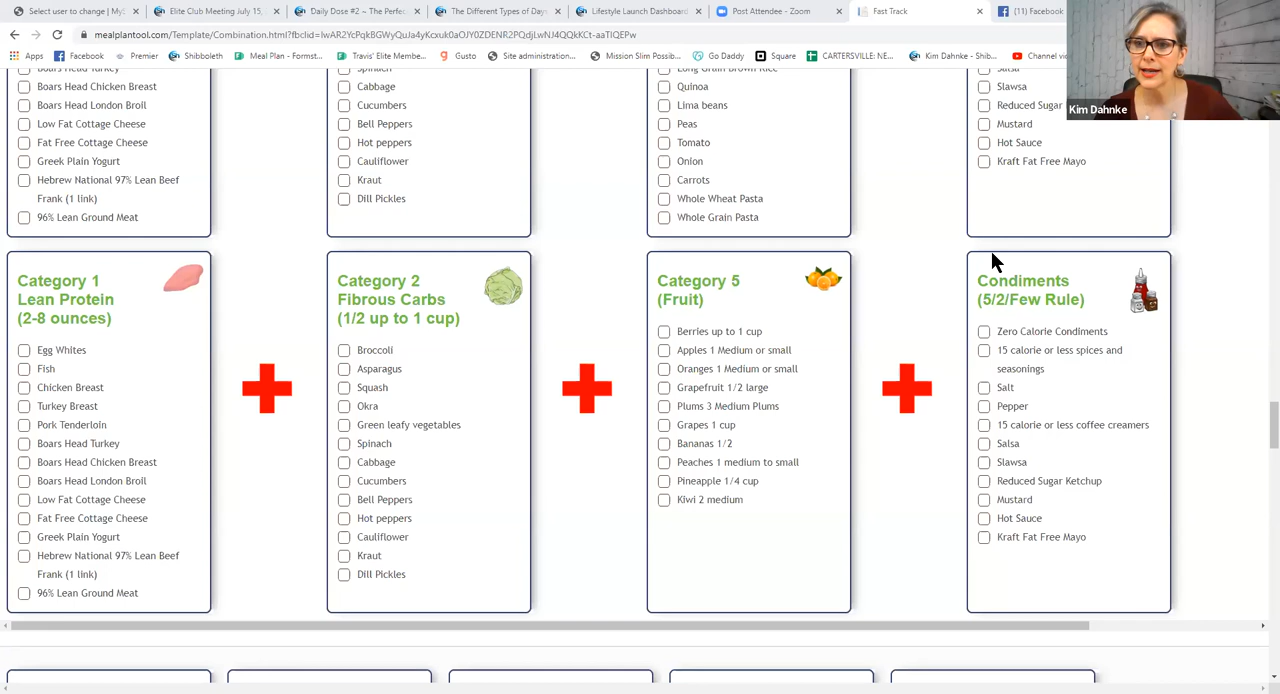 Select user to change | My
Elite Club Meeting July 15,
Daily Dose #2 ~ The Perfe
The Different Types of Days
Lifestyle Launch Dashboard
Post Attendee - Zoom
Fast Track
(11) Facebook
mealplantool.com/Template/Combination.html?fbclid=
Apps
Facebook
Premier
Shibboleth
Meal Plan - Formst...
Travis' Elite Membe...
Gusto
Site administration...
Mission Slim Possib...
Go Daddy
Square
CARTERSVILLE: NE...
Kim Dahnke - Shib...
Channel vi
Kim Dahnke
Boars Head Turkey
Boars Head Chicken Breast
Boars Head London Broil
Low Fat Cottage Cheese
Fat Free Cottage Cheese
Greek Plain Yogurt
Hebrew National 97% Lean Beef
Frank (1 link)
96% Lean Ground Meat
Spinach
Cabbage
Cucumbers
Bell Peppers
Hot peppers
Cauliflower
Kraut
Dill Pickles
Long Grain Brown Rice
Quinoa
Lima beans
Peas
Tomato
Onion
Carrots
Whole Wheat Pasta
Whole Grain Pasta
Salsa
Slawsa
Reduced Sugar
Mustard
Hot Sauce
Kraft Fat Free Mayo
Category 1
Lean Protein
(2-8 ounces)
Egg Whites
Fish
Chicken Breast
Turkey Breast
Pork Tenderloin
Boars Head Turkey
Boars Head Chicken Breast
Boars Head London Broil
Low Fat Cottage Cheese
Fat Free Cottage Cheese
Greek Plain Yogurt
Hebrew National 97% Lean Beef
Frank (1 link)
96% Lean Ground Meat
Category 2
Fibrous Carbs
(1/2 up to 1 cup)
Broccoli
Asparagus
Squash
Okra
Green leafy vegetables
Spinach
Cabbage
Cucumbers
Bell Peppers
Hot peppers
Cauliflower
Kraut
Dill Pickles
Category 5
(Fruit)
Berries up to 1 cup
Apples 1 Medium or small
Oranges 1 Medium or small
Grapefruit 1/2 large
Plums 3 Medium Plums
Grapes 1 cup
Bananas 1/2
Peaches 1 medium to small
Pineapple 1/4 cup
Kiwi 2 medium
Condiments
(5/2/Few Rule)
Zero Calorie Condiments
15 calorie or less spices and
seasonings
Salt
Pepper
15 calorie or less coffee creamers
Salsa
Slawsa
Reduced Sugar Ketchup
Mustard
Hot Sauce
Kraft Fat Free Mayo